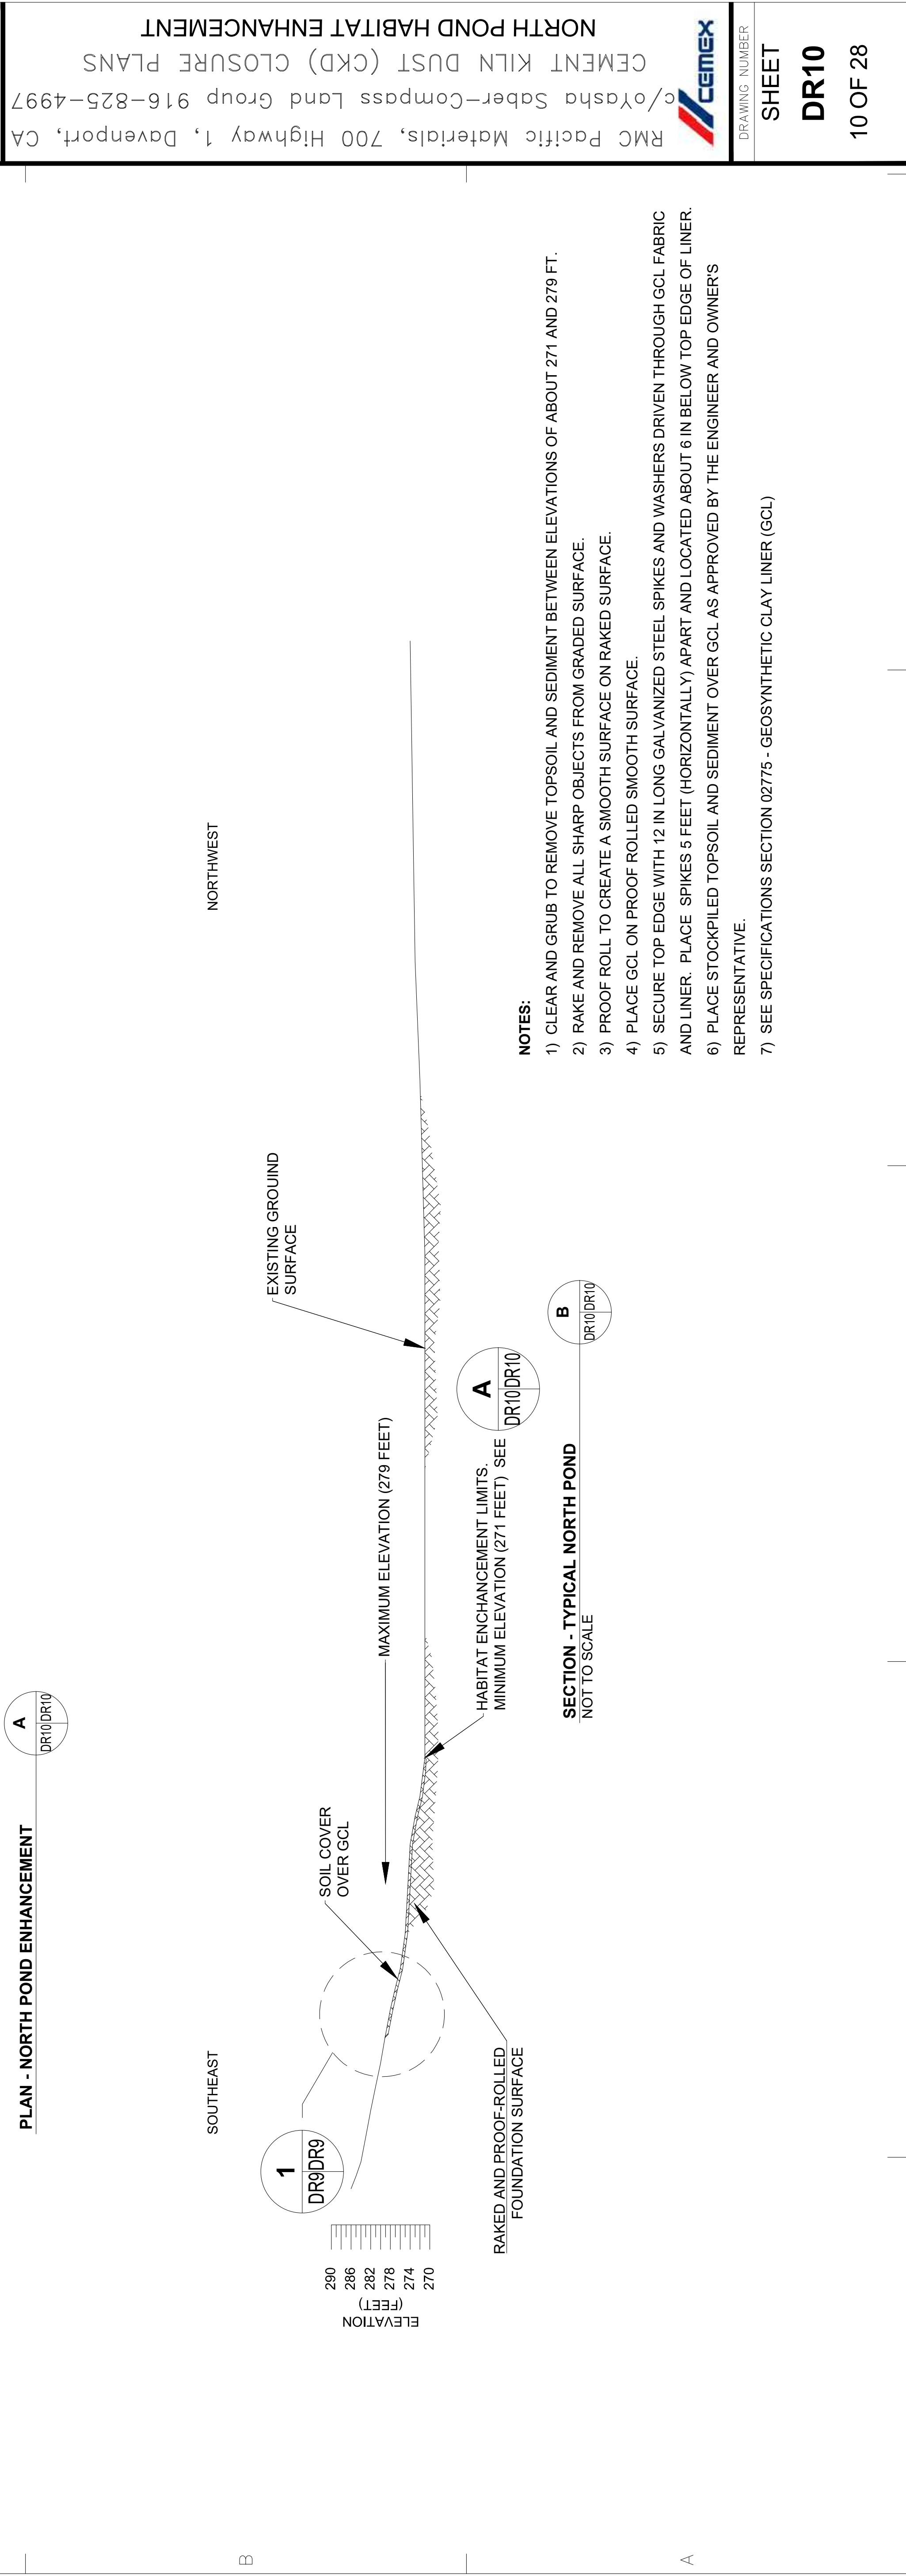 PLAN - NORTH POND ENHANCEMENT
A
DR10 DR10
SOUTHEAST
NORTHWEST
1
DR9 DR9
SOIL COVER
OVER GCL
MAXIMUM ELEVATION (279 FEET)
EXISTING GROUIND
SURFACE
290
286
282
278
274
270
ELEVATION
(FEET)
RAKED AND PROOF-ROLLED
FOUNDATION SURFACE
HABITAT ENCHANCEMENT LIMITS.
MINIMUM ELEVATION (271 FEET) SEE
A
DR10 DR10
SECTION - TYPICAL NORTH POND
NOT TO SCALE
B
DR10 DR10
NOTES:
1) CLEAR AND GRUB TO REMOVE TOPSOIL AND SEDIMENT BETWEEN ELEVATIONS OF ABOUT 271 AND 279 FT.
2) RAKE AND REMOVE ALL SHARP OBJECTS FROM GRADED SURFACE.
3) PROOF ROLL TO CREATE A SMOOTH SURFACE ON RAKED SURFACE.
4) PLACE GCL ON PROOF ROLLED SMOOTH SURFACE.
5) SECURE TOP EDGE WITH 12 IN LONG GALVANIZED STEEL SPIKES AND WASHERS DRIVEN THROUGH GCL FABRIC
AND LINER. PLACE SPIKES 5 FEET (HORIZONTALLY) APART AND LOCATED ABOUT 6 IN BELOW TOP EDGE OF LINER.
6) PLACE STOCKPILED TOPSOIL AND SEDIMENT OVER GCL AS APPROVED BY THE ENGINEER AND OWNER'S
REPRESENTATIVE.
7) SEE SPECIFICATIONS SECTION 02775 - GEOSYNTHETIC CLAY LINER (GCL)
B
A
RMC Pacific Materials, 700 Highway 1, Davenport, CA
c/oYasha Saber-Compass Land Group 916-825-4997
CEMENT KILN DUST (CKD) CLOSURE PLANS
NORTH POND HABITAT ENHANCEMENT
CEMEX
DRAWING NUMBER
SHEET
DR10
10 OF 28